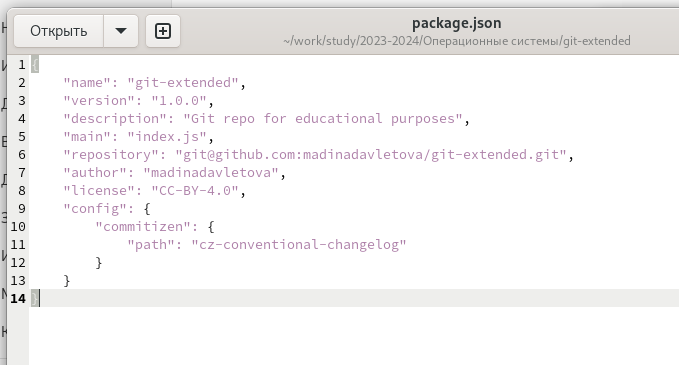 Открыть
package.json
~/work/study/2023-2024/Операционные системы/git-extended
1 {
2 "name": "git-extended",
3 "version": "1.0.0",
4 "description": "Git repo for educational purposes",
5 "main": "index.js",
6 "repository": "git@github.com:madinadavletova/git-extended.git",
7 "author": "madinadavletova",
8 "license": "CC-BY-4.0",
9 "config": {
10 "commitizen": {
11 "path": "cz-conventional-changelog"
12 }
13 }
14 }